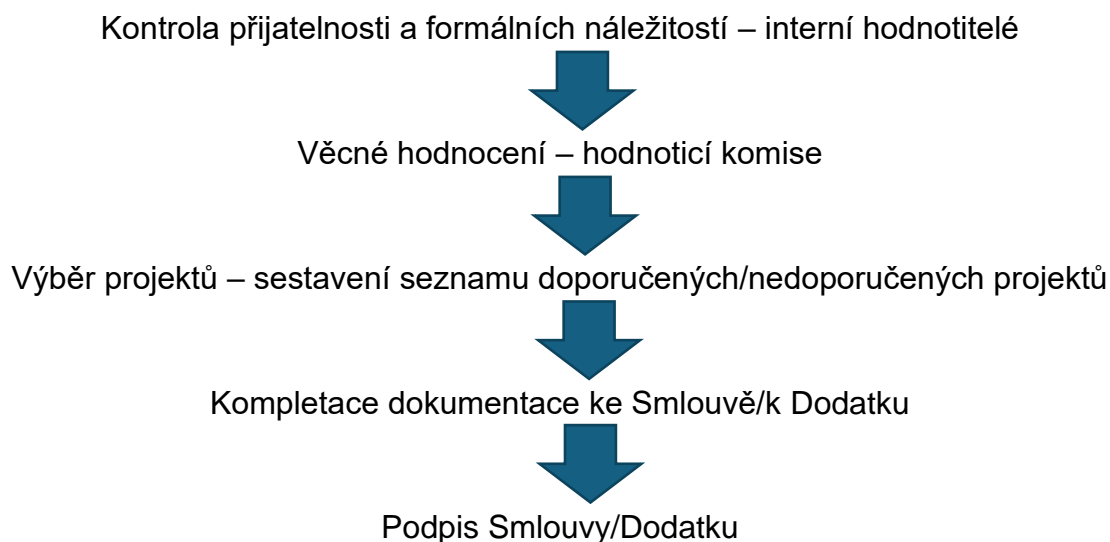 Kontrola přijatelnosti a formálních náležitostí – interní hodnotitelé
Věcné hodnocení – hodnoticí komise
Výběr projektů – sestavení seznamu doporučených/nedoporučených projektů
Kompletace dokumentace ke Smlouvě/k Dodatku
Podpis Smlouvy/Dodatku